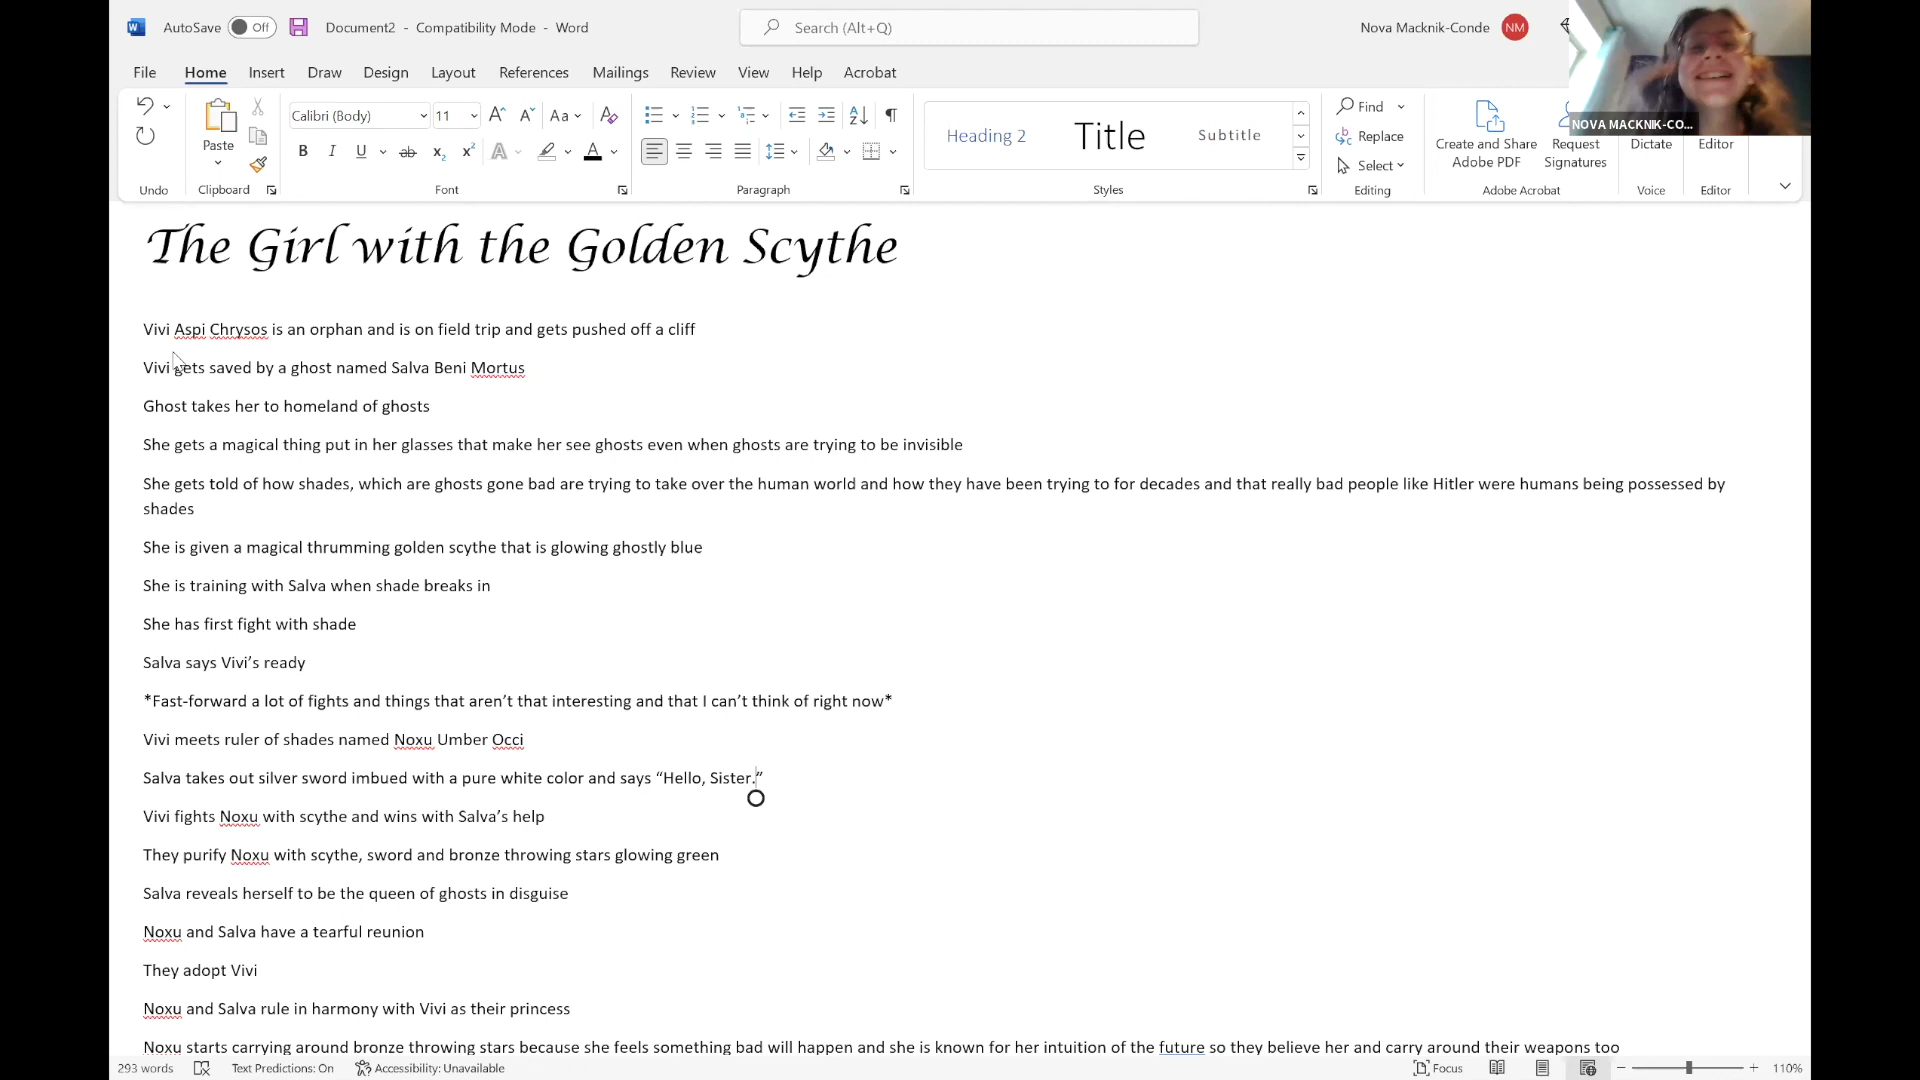 AutoSave Off Document2 - Compatibility Mode - Word Search (Alt+Q) Nova Macknik-Conde NM
File Home Insert Draw Design Layout References Mailings Review View Help Acrobat
NOVA MACKNIK-CO...
Calibri (Body) 11 Aa Find
Heading 2 Title Subtitle
Paste B I U ab x2 x2 A A Replace Create and Share Request Dictate Editor
Select Adobe PDF Signatures
Undo Clipboard Font Paragraph Styles Editing Adobe Acrobat Voice Editor
The Girl with the Golden Scythe
Vivi Aspi Chrysos is an orphan and is on field trip and gets pushed off a cliff
Vivi gets saved by a ghost named Salva Beni Mortus
Ghost takes her to homeland of ghosts
She gets a magical thing put in her glasses that make her see ghosts even when ghosts are trying to be invisible
She gets told of how shades, which are ghosts gone bad are trying to take over the human world and how they have been trying to for decades and that really bad people like Hitler were humans being possessed by
shades
She is given a magical thrumming golden scythe that is glowing ghostly blue
She is training with Salva when shade breaks in
She has first fight with shade
Salva says Vivi’s ready
*Fast-forward a lot of fights and things that aren’t that interesting and that I can’t think of right now*
Vivi meets ruler of shades named Noxu Umber Occi
Salva takes out silver sword imbued with a pure white color and says “Hello, Sister.”
Vivi fights Noxu with scythe and wins with Salva’s help
They purify Noxu with scythe, sword and bronze throwing stars glowing green
Salva reveals herself to be the queen of ghosts in disguise
Noxu and Salva have a tearful reunion
They adopt Vivi
Noxu and Salva rule in harmony with Vivi as their princess
Noxu starts carrying around bronze throwing stars because she feels something bad will happen and she is known for her intuition of the future so they believe her and carry around their weapons too
293 words Text Predictions: On Accessibility: Unavailable Focus 110%